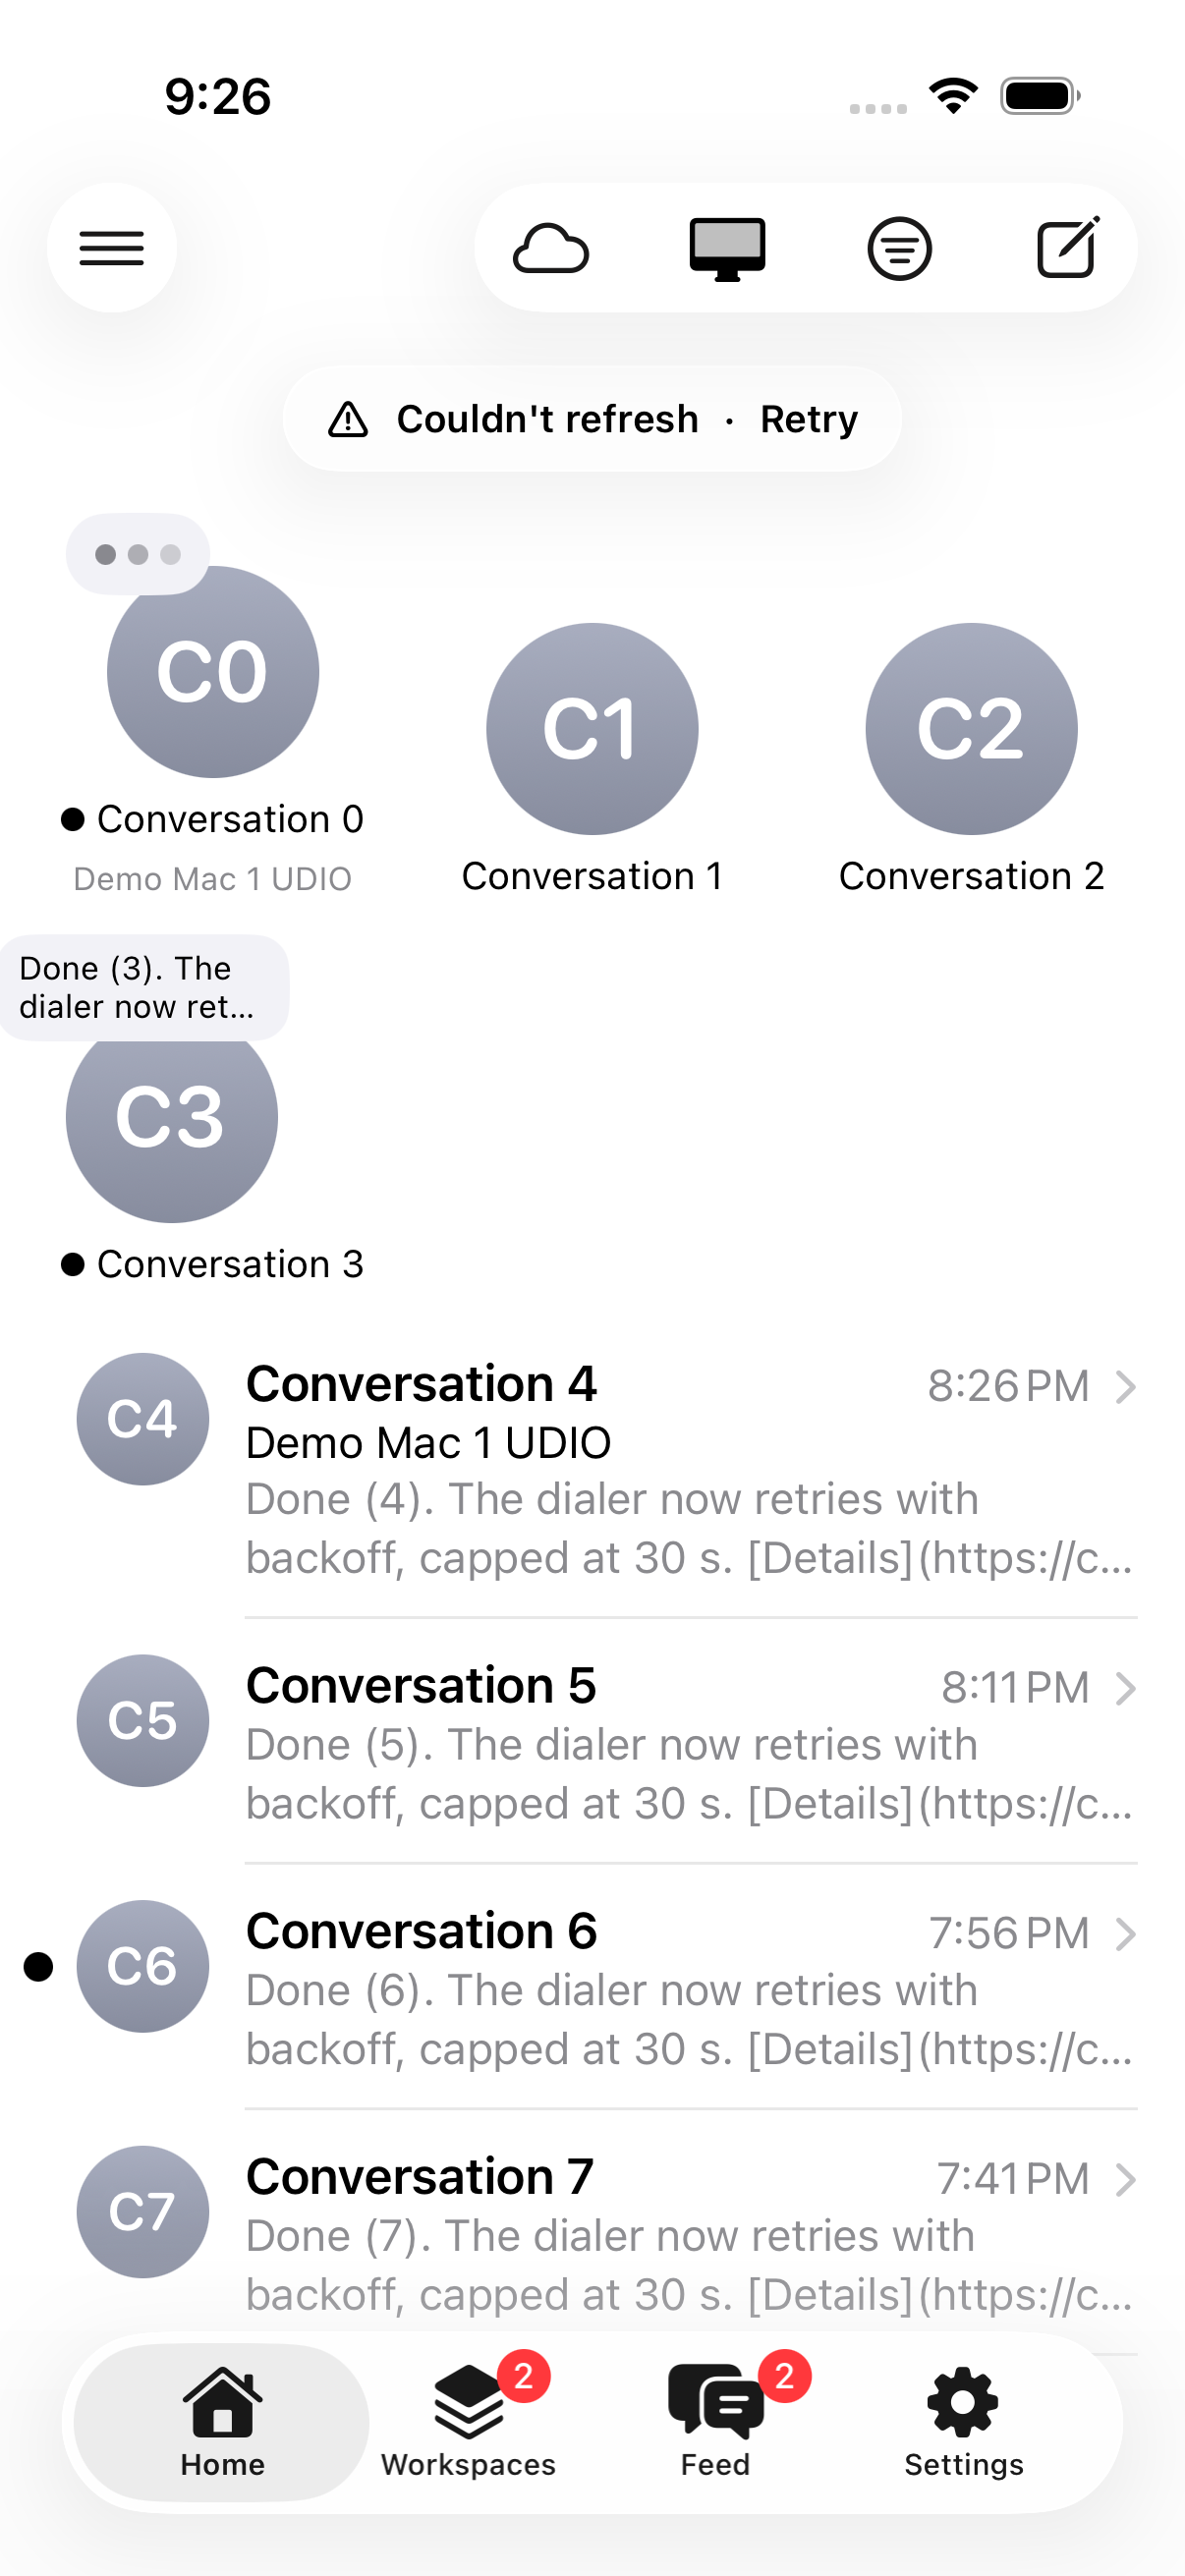 9:26
Couldn't refresh · Retry
C0
C1
C2
Conversation 0
Demo Mac 1 UDIO
Conversation 1
Conversation 2
Done (3). The
dialer now ret...
C3
Conversation 3
C4
Conversation 4
8:26 PM
Demo Mac 1 UDIO
Done (4). The dialer now retries with
backoff, capped at 30 s. [Details](https://c...
C5
Conversation 5
8:11 PM
Done (5). The dialer now retries with
backoff, capped at 30 s. [Details](https://c...
C6
Conversation 6
7:56 PM
Done (6). The dialer now retries with
backoff, capped at 30 s. [Details](https://c...
C7
Conversation 7
7:41 PM
Done (7). The dialer now retries with
backoff, capped at 30 s. [Details](https://c...
2
2
Home
Workspaces
Feed
Settings